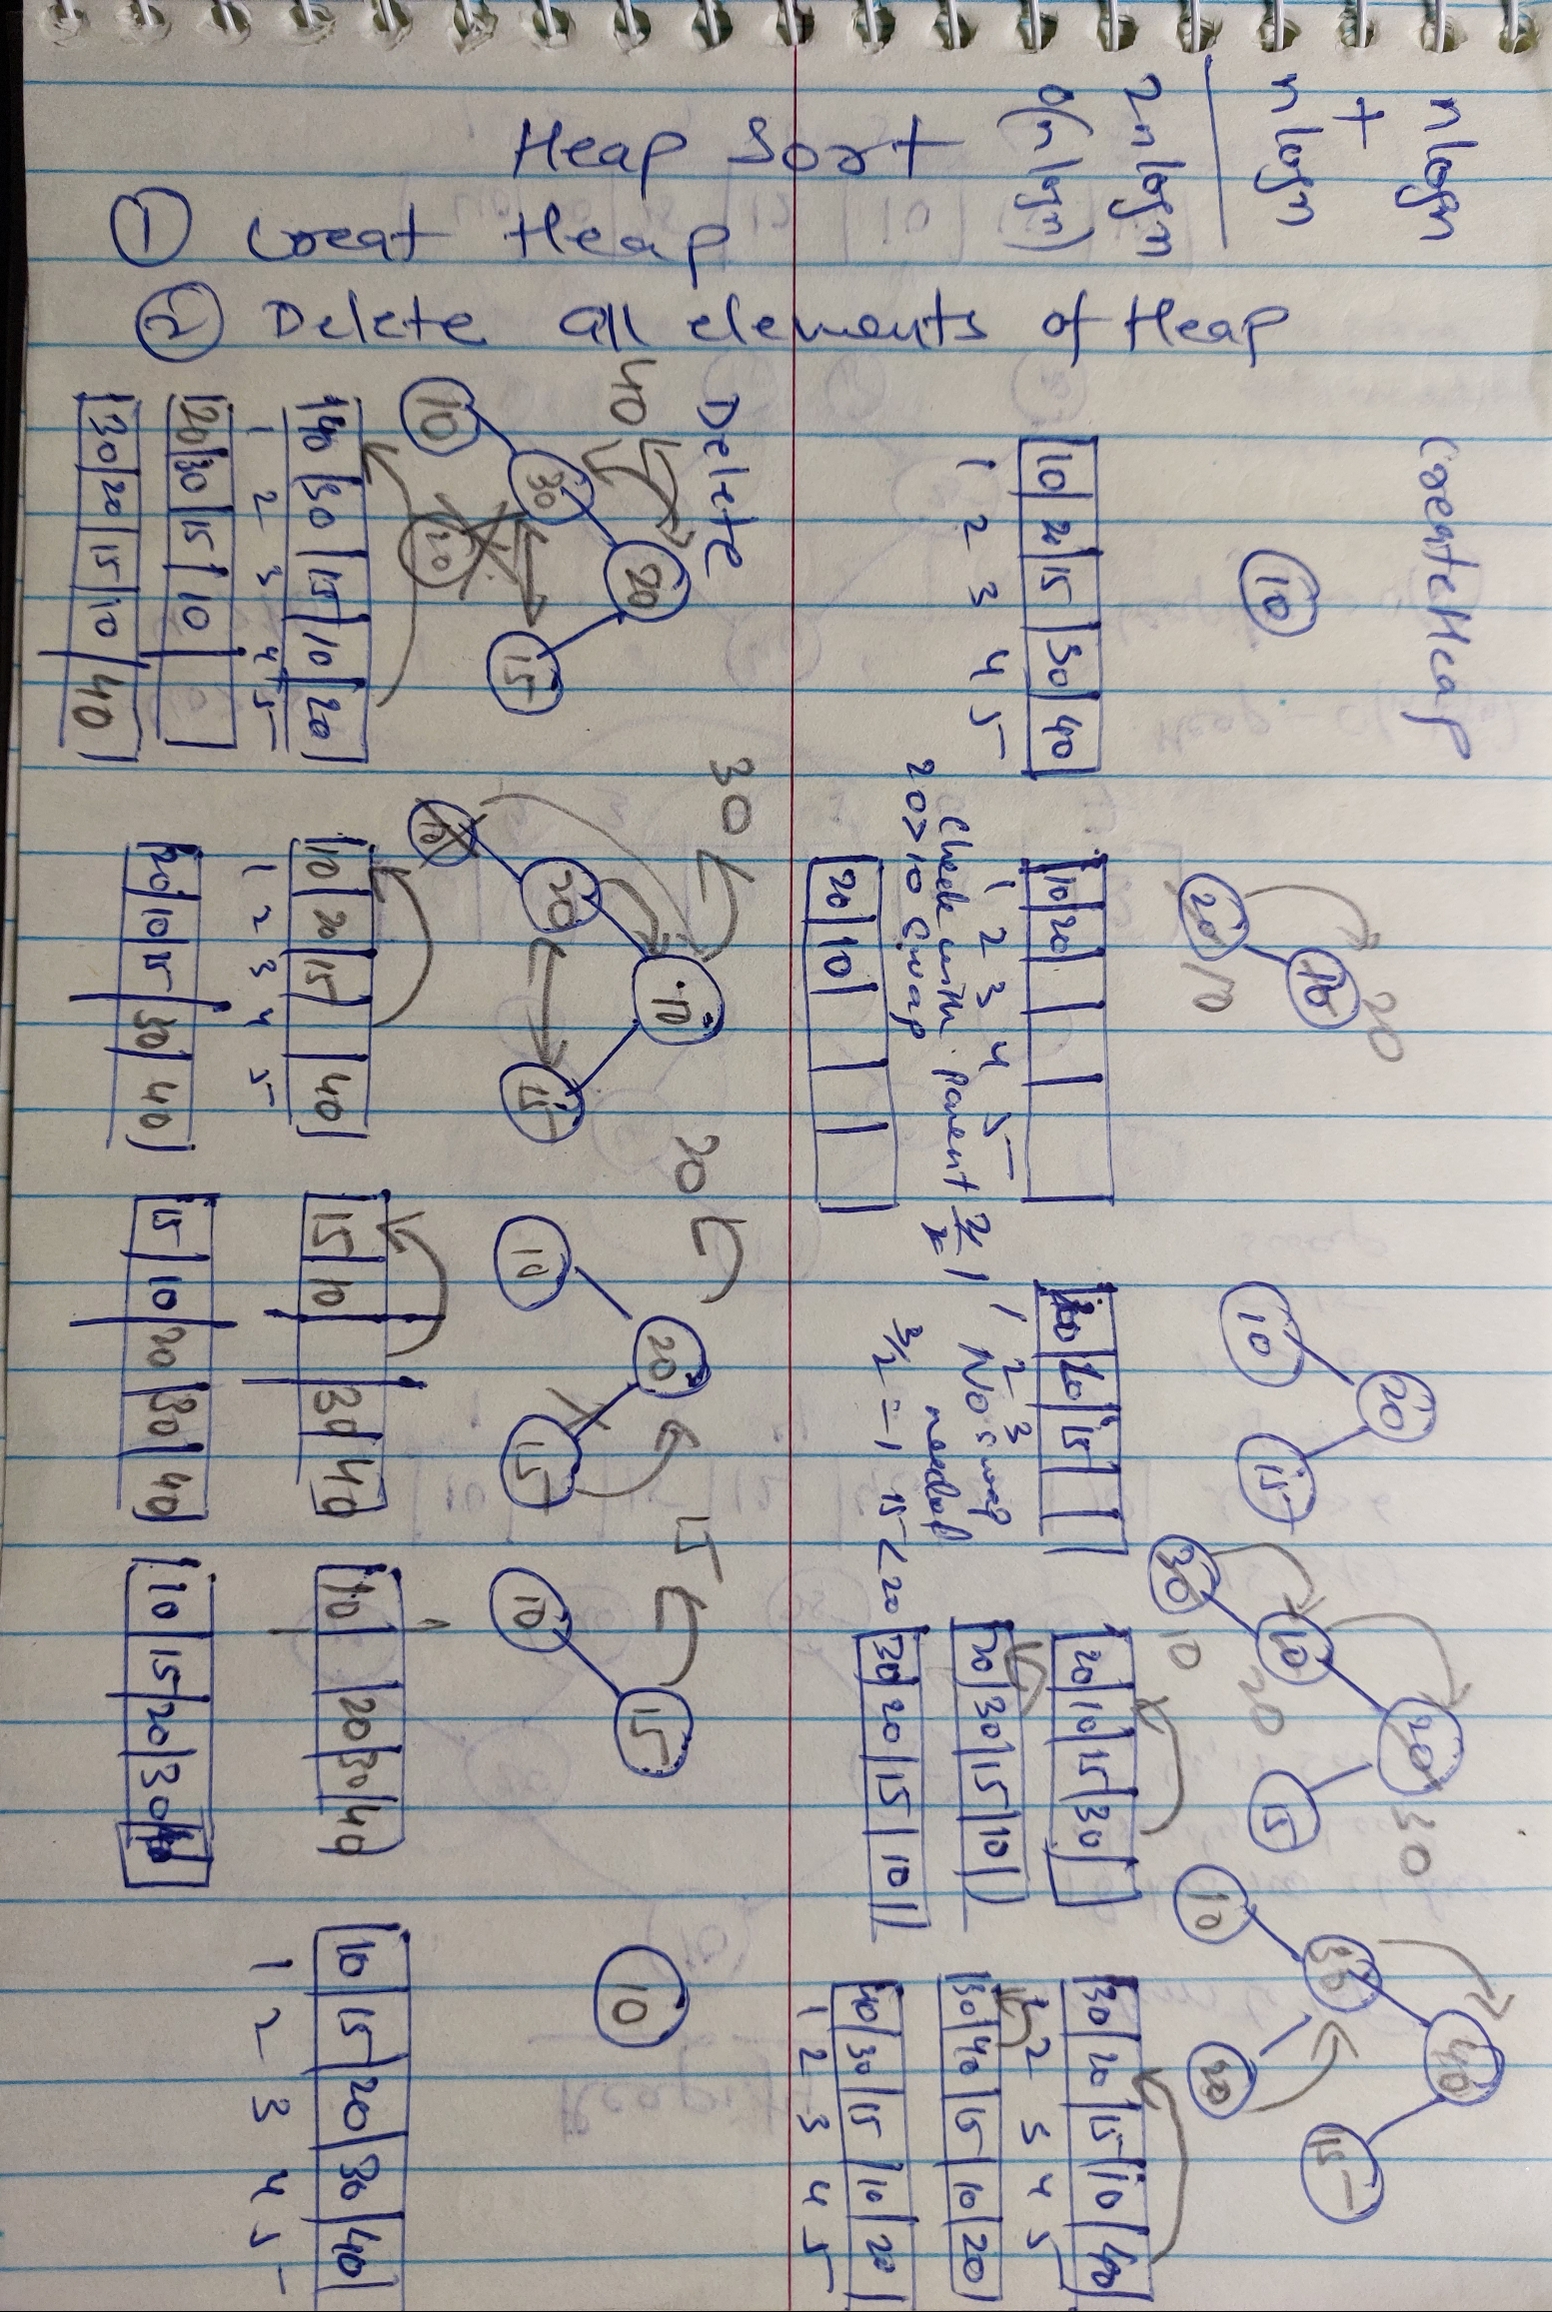 nlogn
+
nlogn
2nlogn
O(nlogn)
Heap Sort
① Creat Heap
② Delete all elements of Heap
CreateHeap
10
10 20 15 30 40
1 2 3 4 5
20
10
20 10
10 20
1 2 3 4 5
Check with parent 2/2 1
20>10 swap
20 10
20
10 15
20 15
1 2 3
No swap
needed
3/2 = 1 15 < 20
20 30
10 15
20
30 10
20 10 15 30
20 30 15 10
30 20 15 10
40
30 15
10 20
30 20 15 10 40
1 2 3 4 5
30 40 15 10 20
40 30 15 10 20
1 2 3 4 5
Delete
40 20
30 15
10 20
40 30 15 10 20
1 2 3 4 5
20 30 15 10
30 20 15 10 40
30 10
20 15
10
10 20 15 40
1 2 3 4 5
20 10 15 30 40
20 20
10 15
15 10 30 40
15 10 20 30 40
15 15
10
10 20 30 40
10 15 20 30 40
10
10 15 20 30 40
1 2 3 4 5